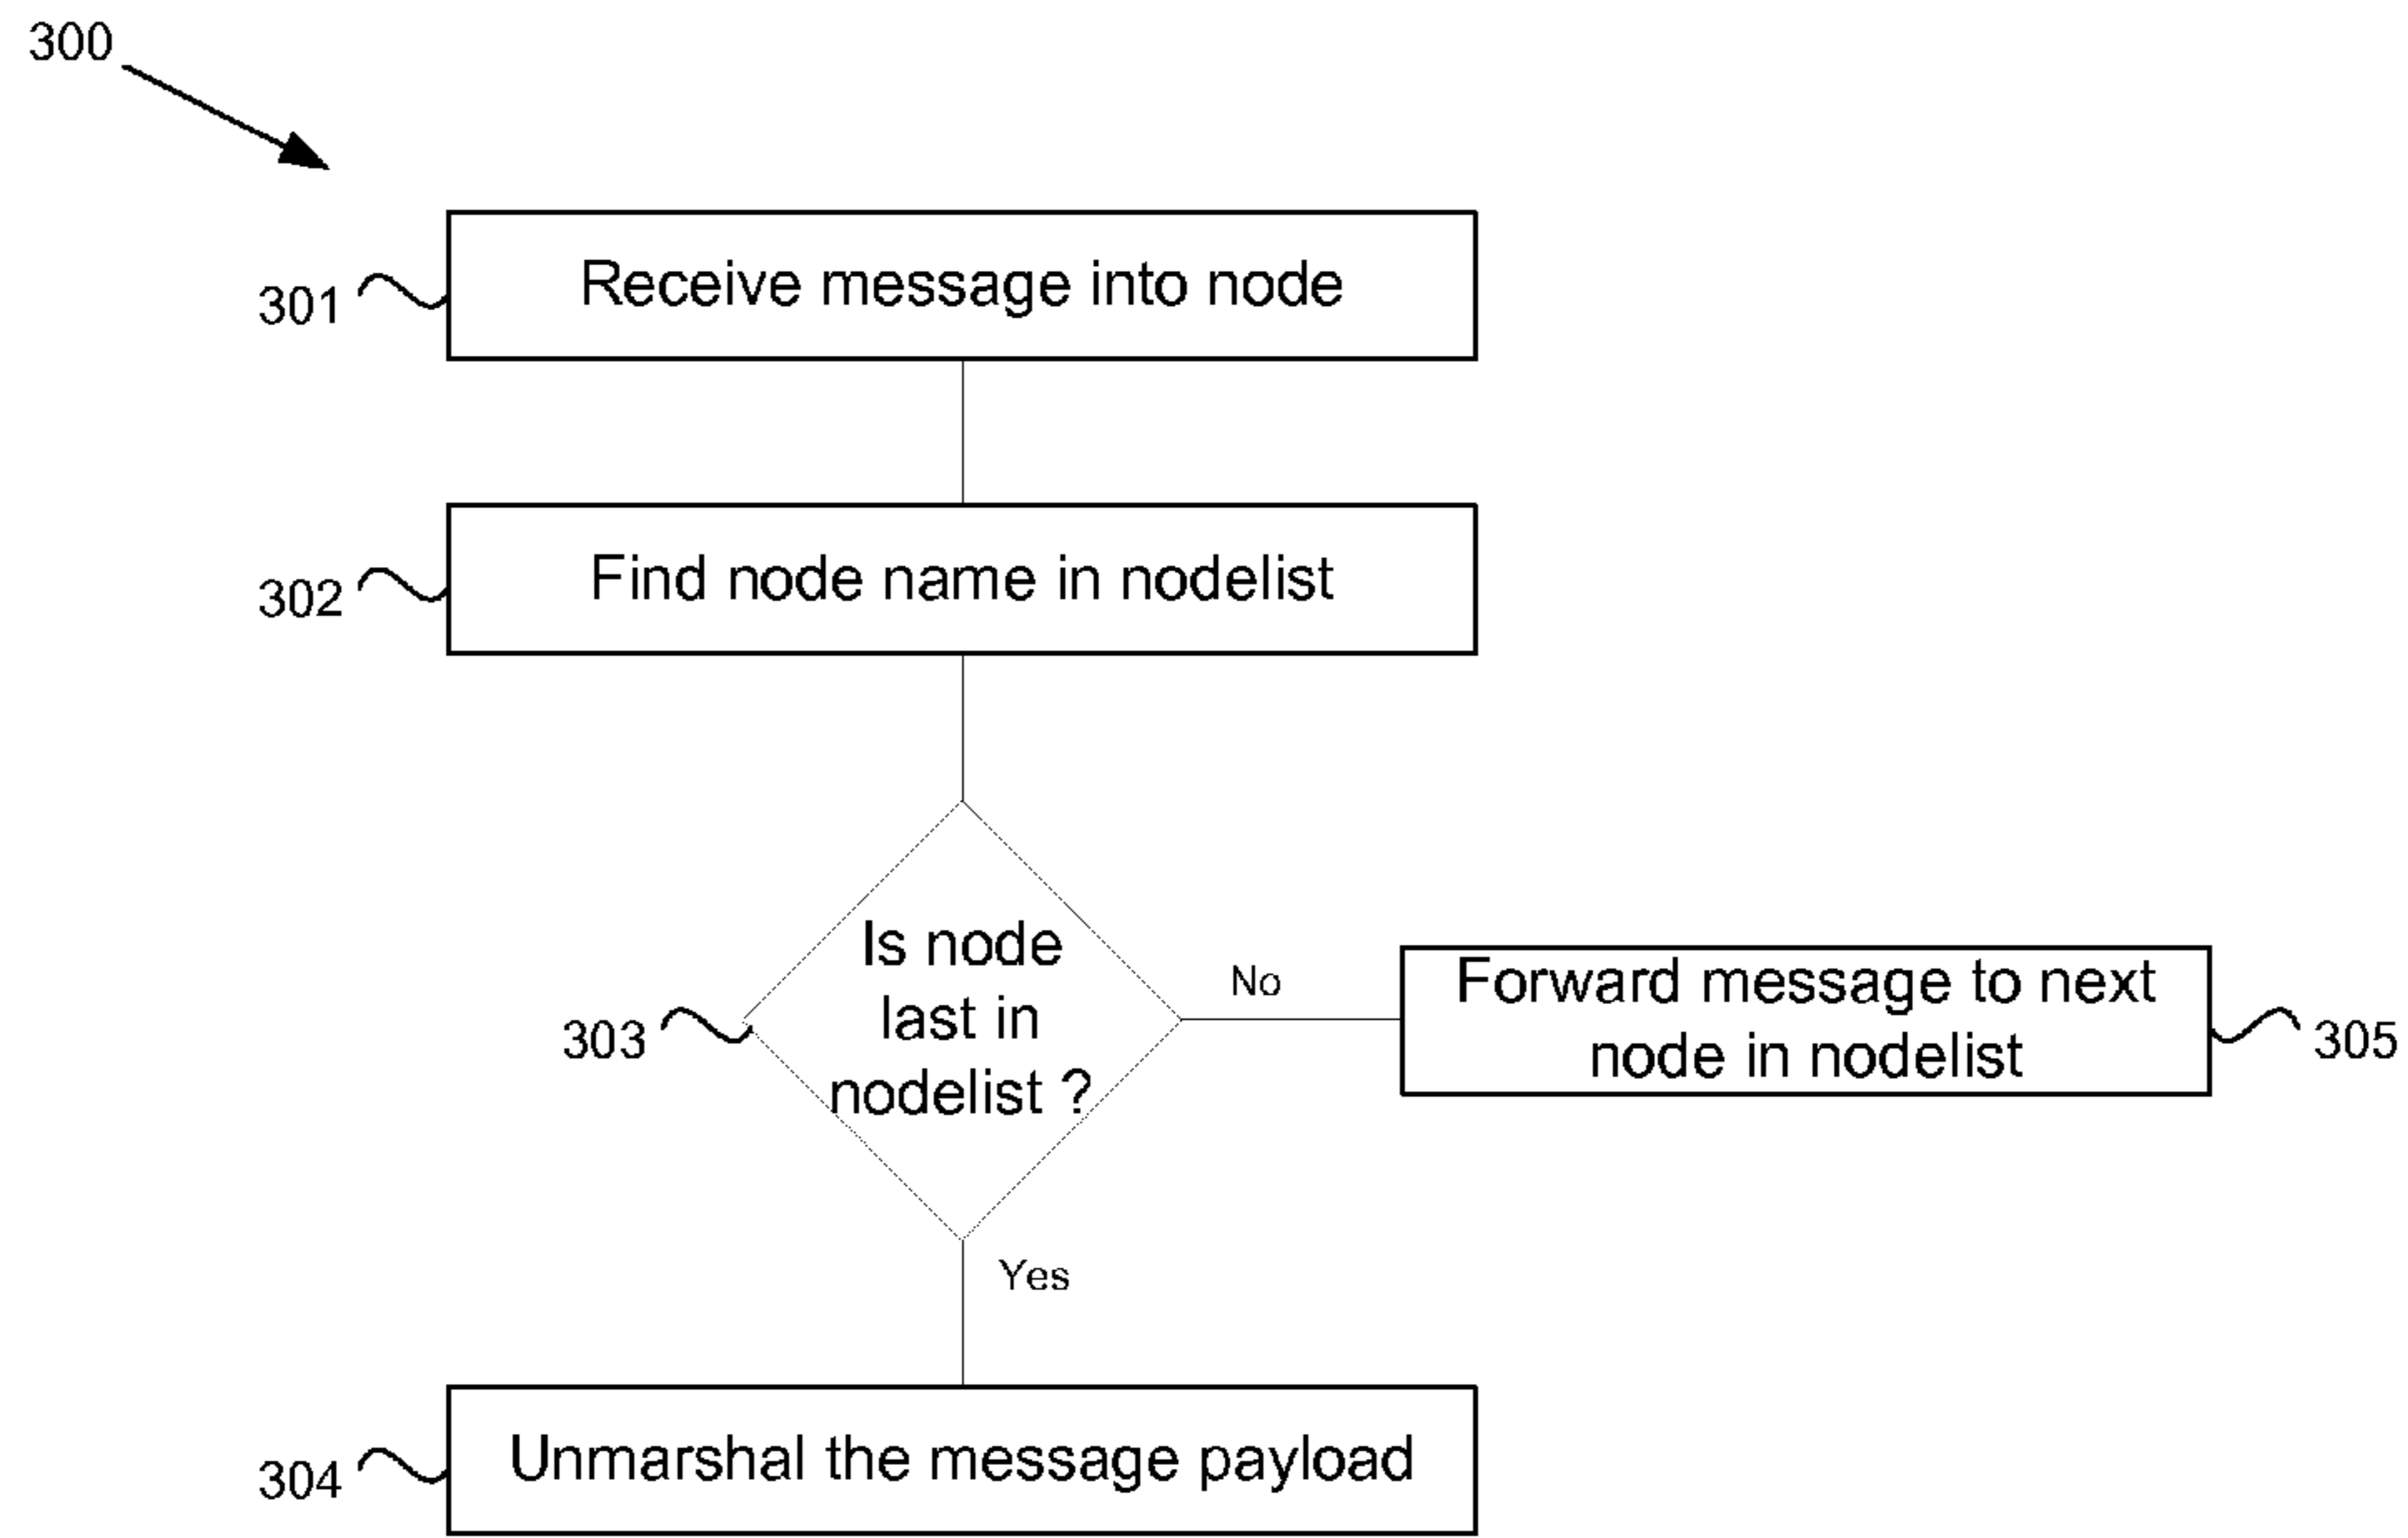 300
Receive message into node
301
Find node name in nodelist
302
Is node
last in
nodelist ?
303
No
Forward message to next
node in nodelist
305
Yes
Unmarshal the message payload
304